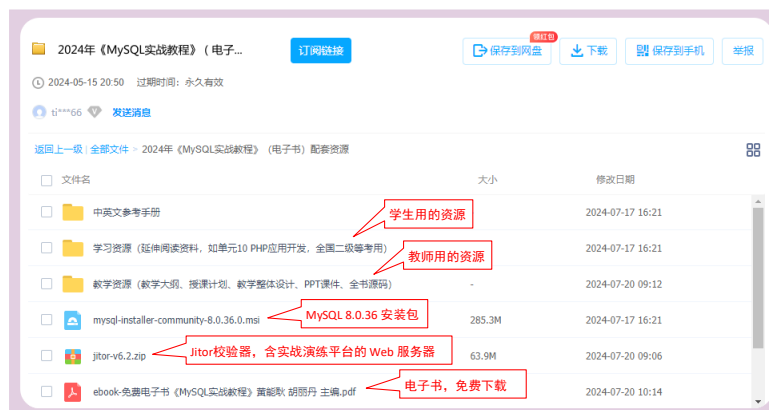 2024年《MySQL实战教程》 ( 电子...
订阅链接
保存到网盘
领红包
下载
保存到手机
举报
2024-05-15 20:50 过期时间：永久有效
ti***66 发送消息
返回上一级 | 全部文件 > 2024年《MySQL实战教程》（电子书）配套资源
文件名 大小 修改日期
中英文参考手册 2024-07-17 16:21
学生用的资源
学习资源（延伸阅读资料，如单元10 PHP应用开发，全国二级等考用） 2024-07-17 16:21
教师用的资源
教学资源（教学大纲、授课计划、教学整体设计、PPT课件、全书源码） - 2024-07-20 09:12
mysql-installer-community-8.0.36.0.msi MySQL 8.0.36 安装包 285.3M 2024-07-17 16:21
jitor-v6.2.zip Jitor校验器，含实战演练平台的 Web 服务器 63.9M 2024-07-20 09:06
ebook-免费电子书《MySQL实战教程》黄能耿 胡丽丹 主编.pdf 电子书，免费下载 2024-07-20 10:14